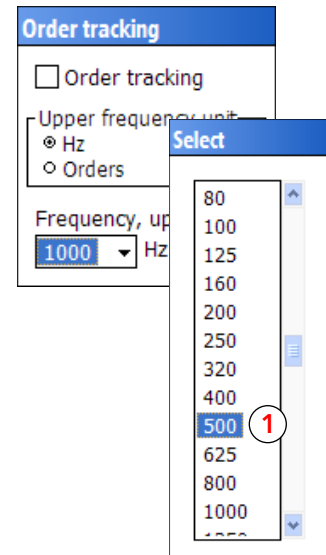 Order tracking
Order tracking
Upper frequency unit
Hz
Orders
Frequency, up
1000 Hz
Select
80
100
125
160
200
250
320
400
500 1
625
800
1000